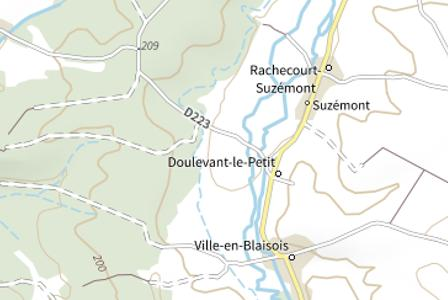 209
Rachecourt-
Suzémont
Suzémont
D223
Doulevant-le-Petit
Ville-en-Blaisois
200